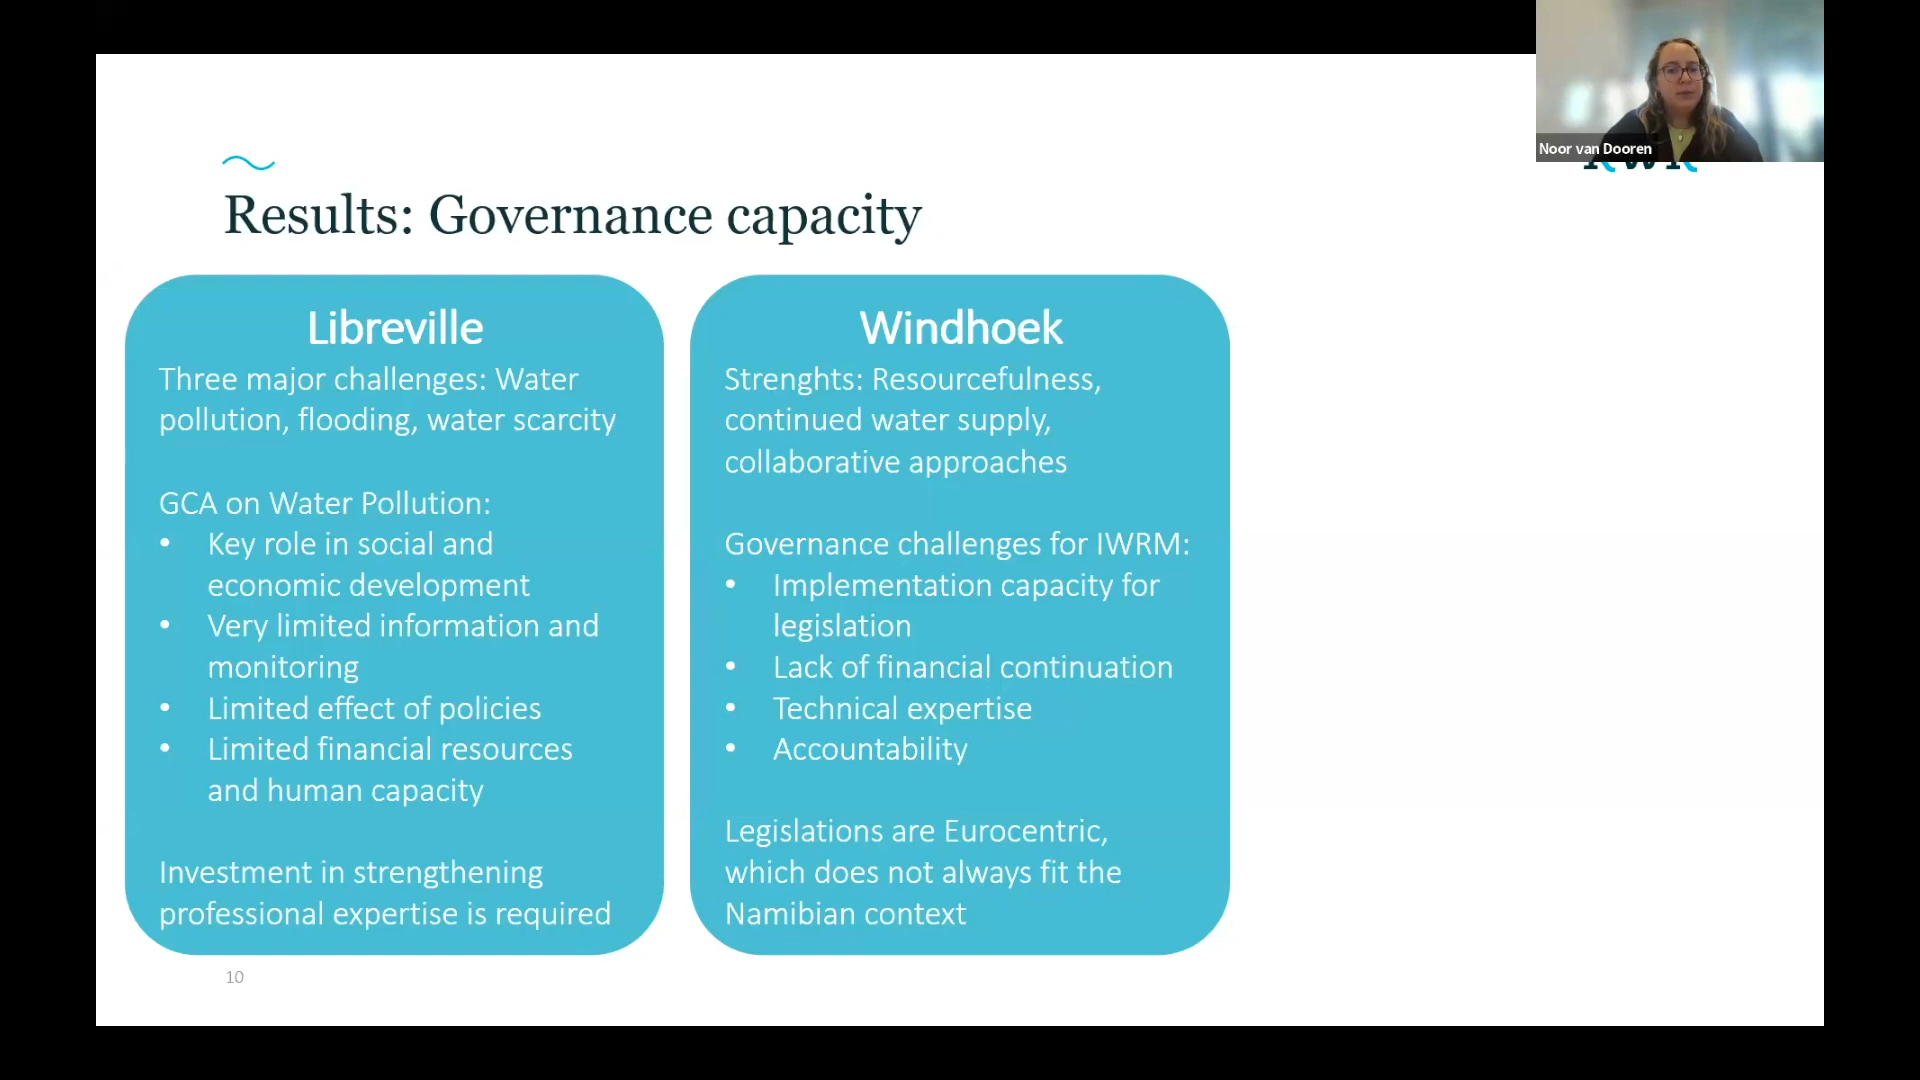 Noor van Dooren
Results: Governance capacity
Libreville
Three major challenges: Water
pollution, flooding, water scarcity
GCA on Water Pollution:
• Key role in social and
economic development
• Very limited information and
monitoring
• Limited effect of policies
• Limited financial resources
and human capacity
Investment in strengthening
professional expertise is required
Windhoek
Strenghts: Resourcefulness,
continued water supply,
collaborative approaches
Governance challenges for IWRM:
• Implementation capacity for
legislation
• Lack of financial continuation
• Technical expertise
• Accountability
Legislations are Eurocentric,
which does not always fit the
Namibian context
10